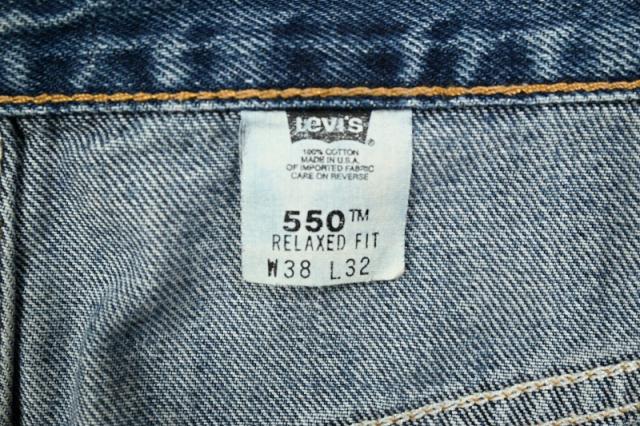 Levi's
®
100% COTTON
MADE IN U.S.A.
OF IMPORTED FABRIC
CARE ON REVERSE
550™
RELAXED FIT
W38 L32